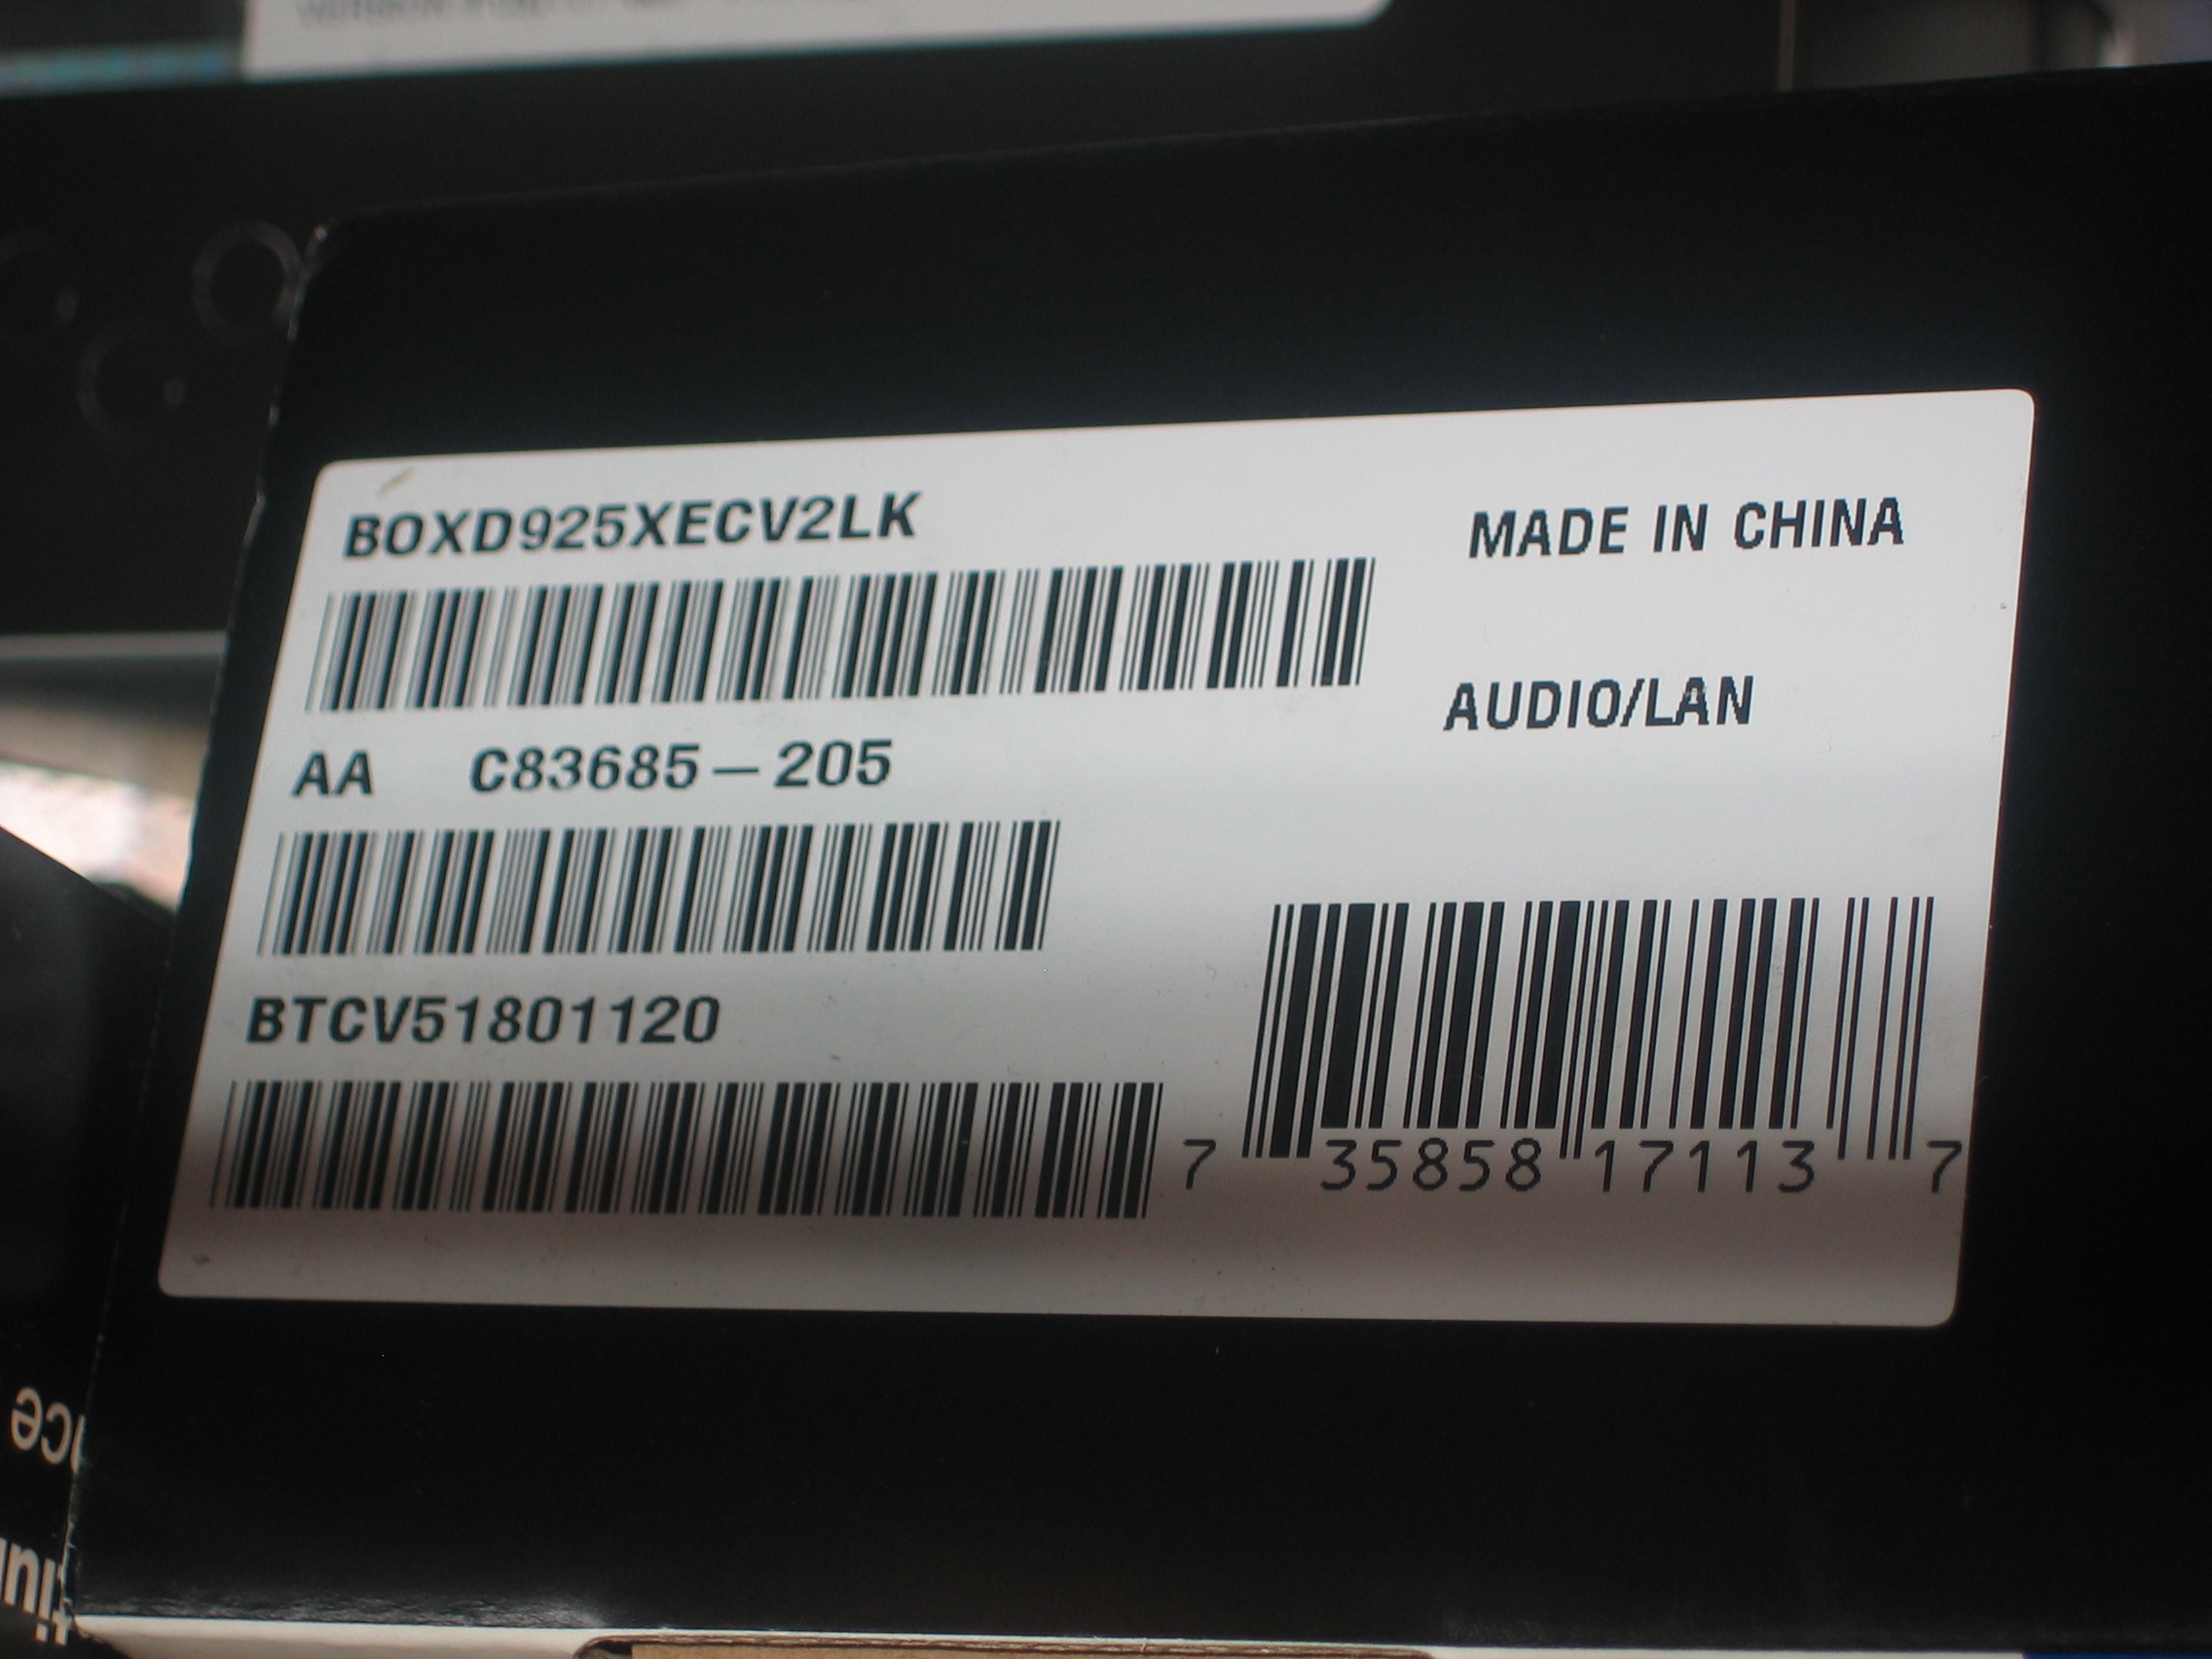 BOXD925XECV2LK
MADE IN CHINA
AUDIO/LAN
AA C83685-205
BTCV51801120
7 35858 17113 7